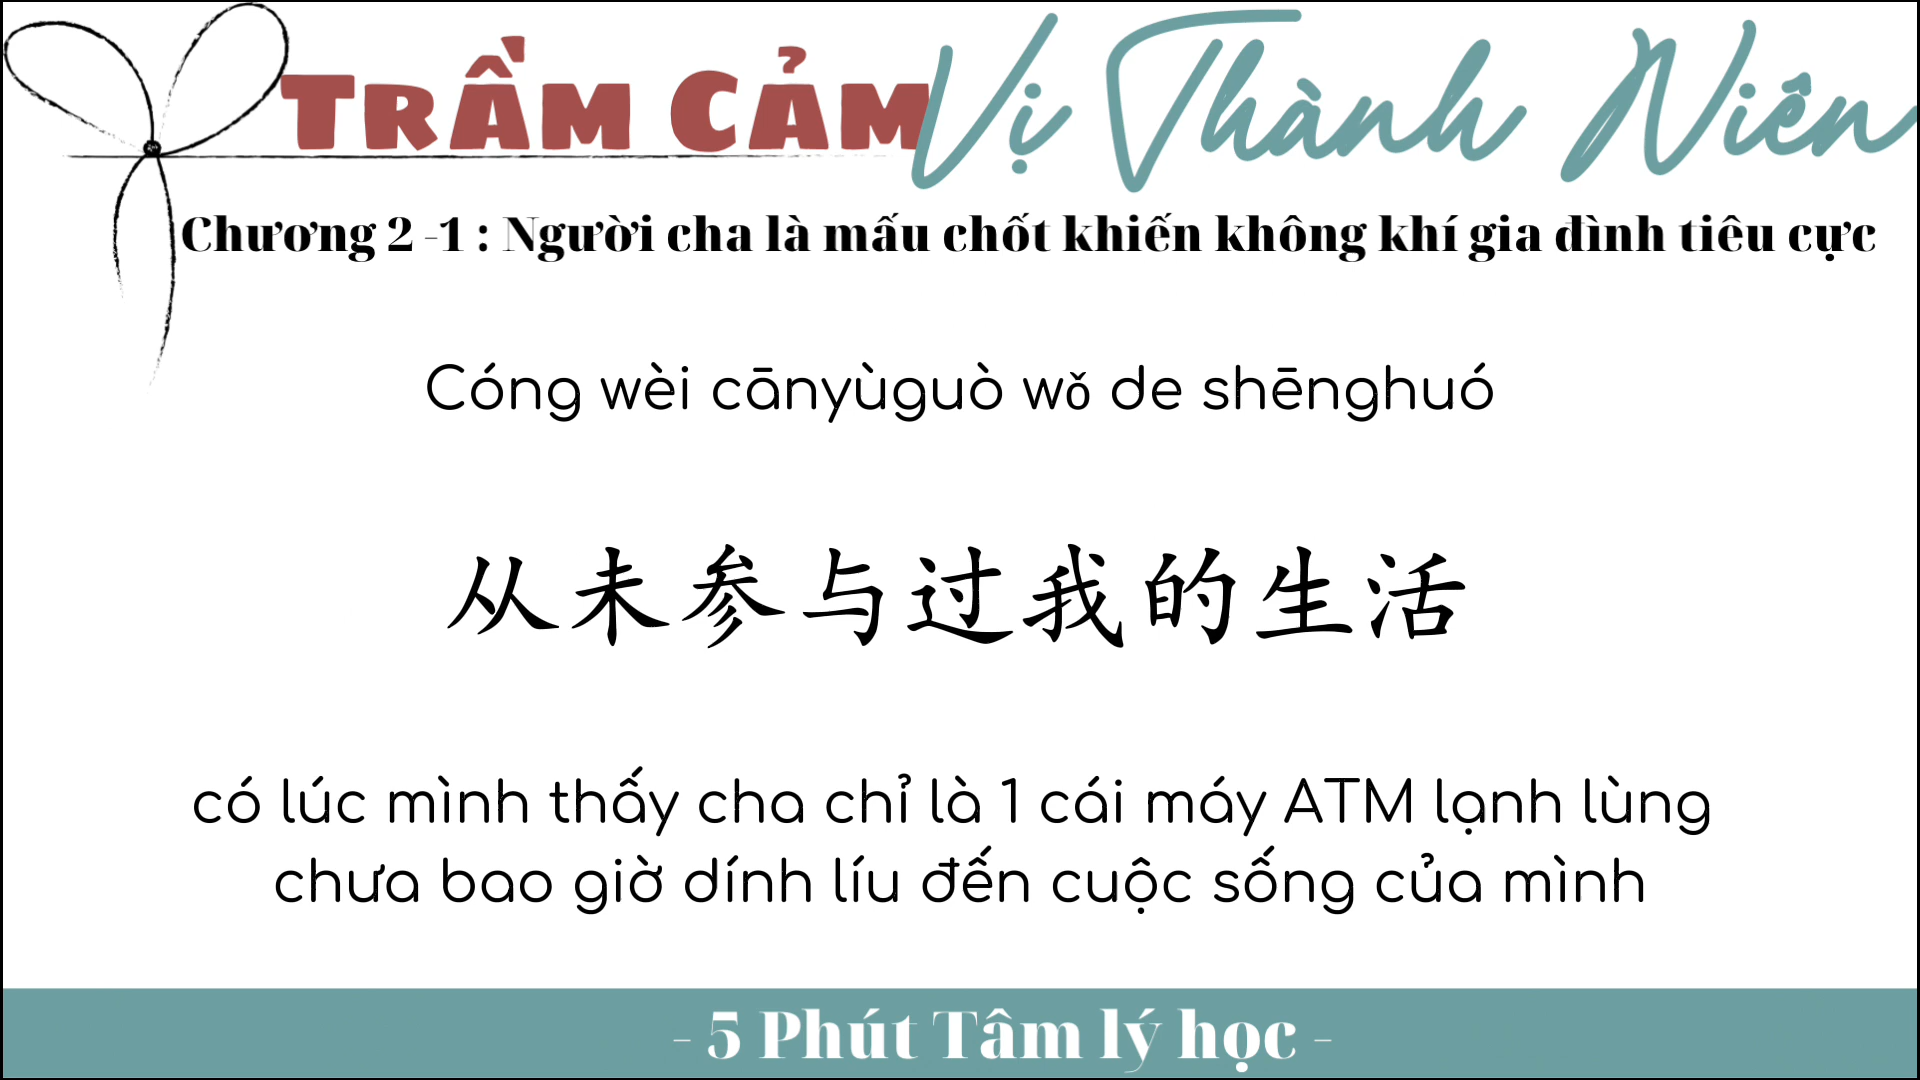 Trầm Cảm Vị Thành Niên
Chương 2 -1 : Người cha là mấu chốt khiến không khí gia đình tiêu cực
Cóng wèi cānyùguò wǒ de shēnghuó
从未参与过我的生活
có lúc mình thấy cha chỉ là 1 cái máy ATM lạnh lùng
chưa bao giờ dính líu đến cuộc sống của mình
- 5 Phút Tâm lý học -